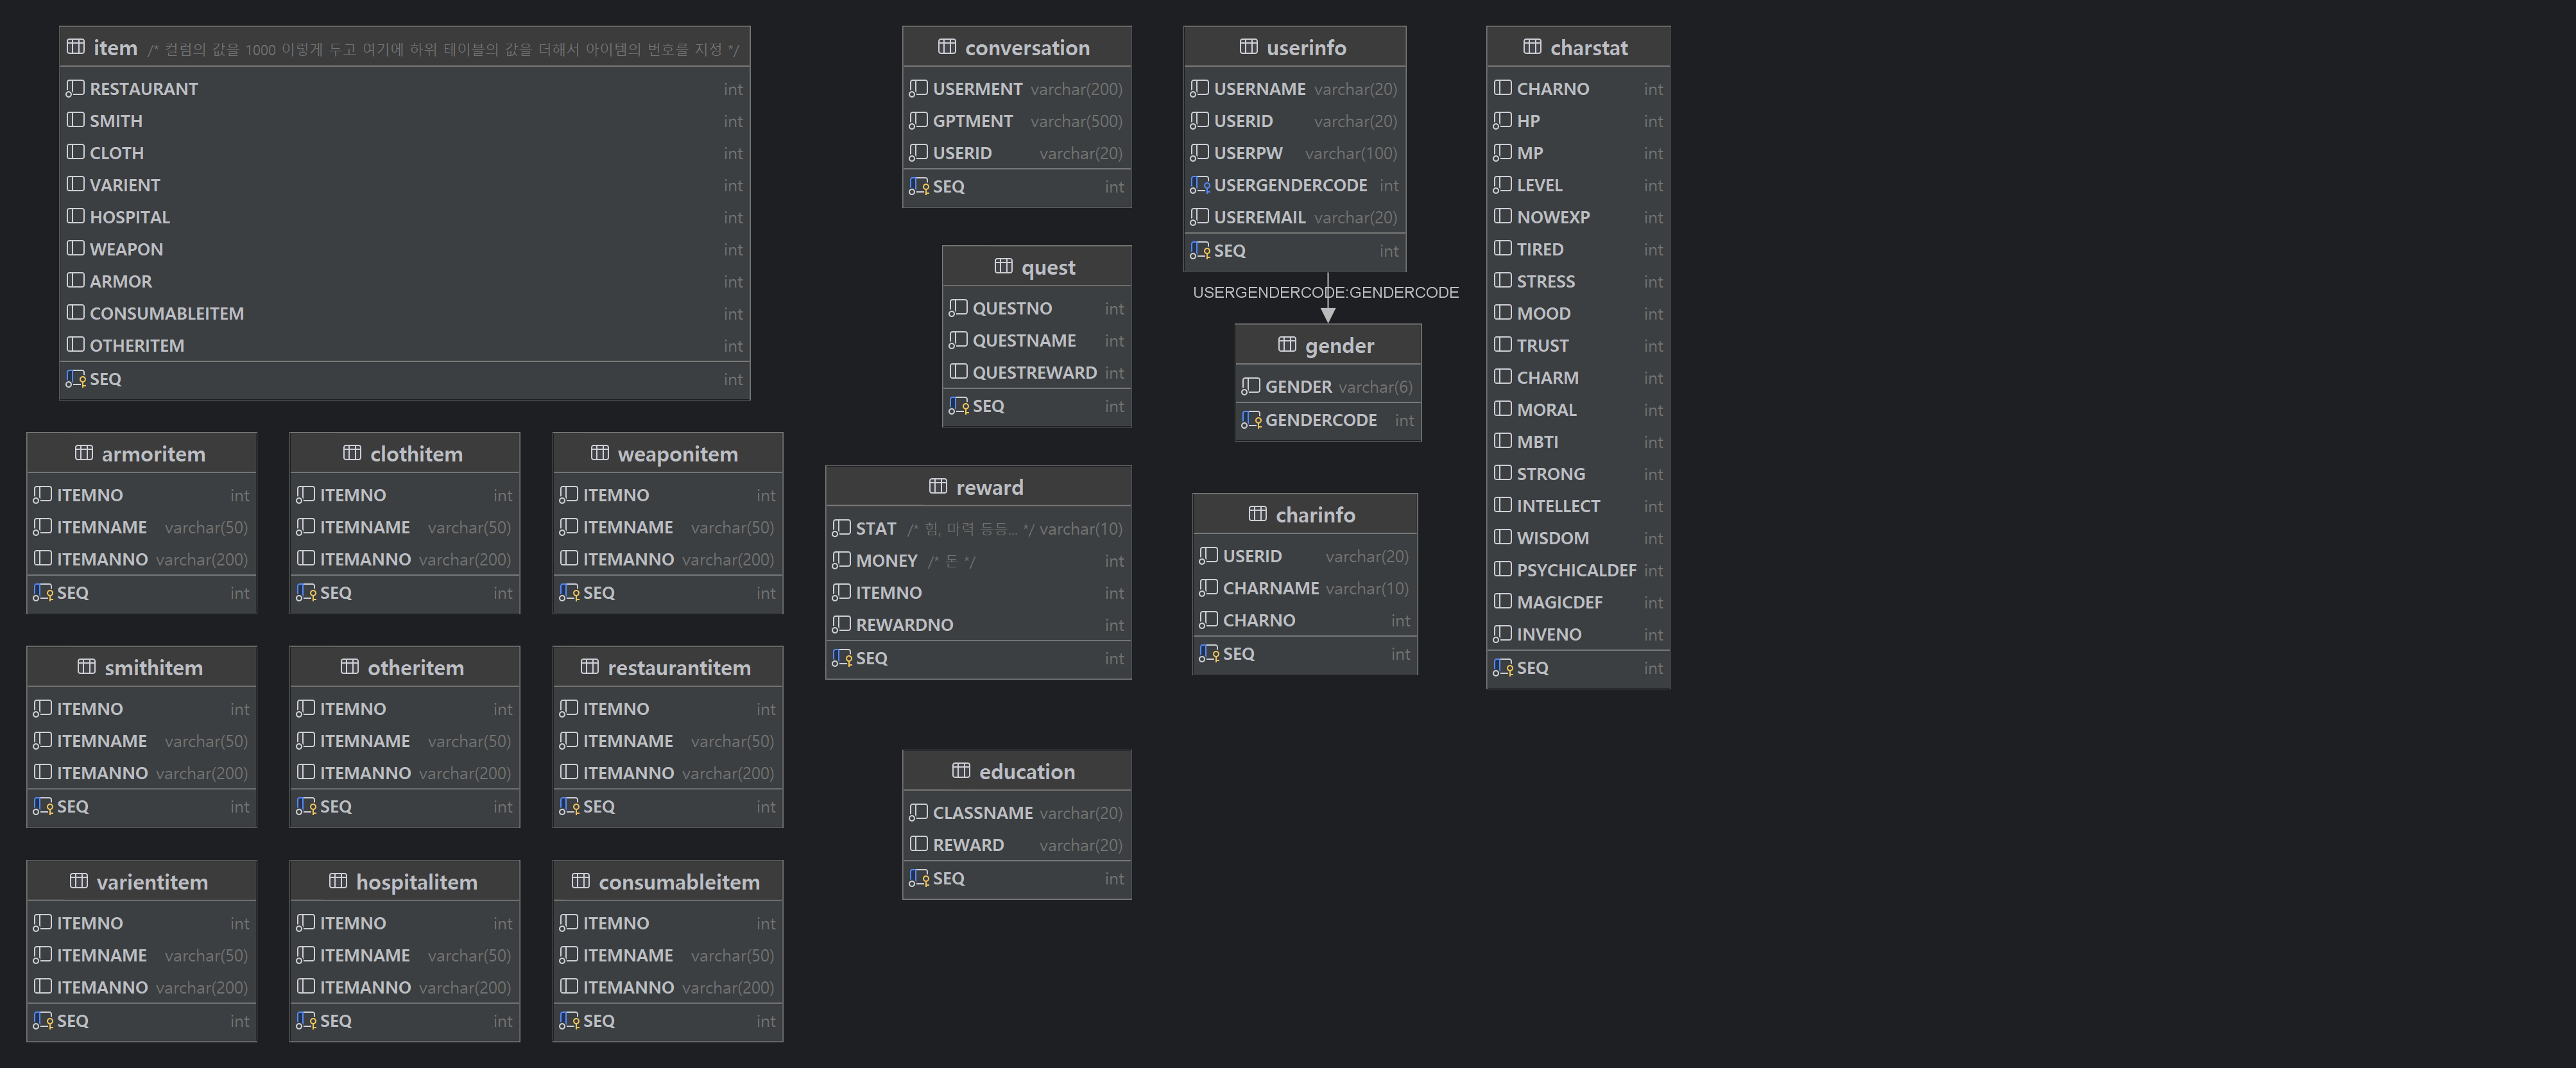 item /* 컬럼의 값을 1000 이렇게 두고 여기에 하위 테이블의 값을 더해서 아이템의 번호를 지정 */
RESTAURANT int
SMITH int
CLOTH int
VARIENT int
HOSPITAL int
WEAPON int
ARMOR int
CONSUMABLEITEM int
OTHERITEM int
SEQ int
armoritem
ITEMNO int
ITEMNAME varchar(50)
ITEMANNO varchar(200)
SEQ int
clothitem
ITEMNO int
ITEMNAME varchar(50)
ITEMANNO varchar(200)
SEQ int
weaponitem
ITEMNO int
ITEMNAME varchar(50)
ITEMANNO varchar(200)
SEQ int
smithitem
ITEMNO int
ITEMNAME varchar(50)
ITEMANNO varchar(200)
SEQ int
otheritem
ITEMNO int
ITEMNAME varchar(50)
ITEMANNO varchar(200)
SEQ int
restaurantitem
ITEMNO int
ITEMNAME varchar(50)
ITEMANNO varchar(200)
SEQ int
varientitem
ITEMNO int
ITEMNAME varchar(50)
ITEMANNO varchar(200)
SEQ int
hospitalitem
ITEMNO int
ITEMNAME varchar(50)
ITEMANNO varchar(200)
SEQ int
consumableitem
ITEMNO int
ITEMNAME varchar(50)
ITEMANNO varchar(200)
SEQ int
conversation
USERMENT varchar(200)
GPTMENT varchar(500)
USERID varchar(20)
SEQ int
quest
QUESTNO int
QUESTNAME int
QUESTREWARD int
SEQ int
reward
STAT /* 힘, 마력 등등... */ varchar(10)
MONEY /* 돈 */ int
ITEMNO int
REWARDNO int
SEQ int
education
CLASSNAME varchar(20)
REWARD varchar(20)
SEQ int
userinfo
USERNAME varchar(20)
USERID varchar(20)
USERPW varchar(100)
USERGENDERCODE int
USEREMAIL varchar(20)
SEQ int
USERGENDERCODE:GENDERCODE
gender
GENDER varchar(6)
GENDERCODE int
charinfo
USERID varchar(20)
CHARNAME varchar(10)
CHARNO int
SEQ int
charstat
CHARNO int
HP int
MP int
LEVEL int
NOWEXP int
TIRED int
STRESS int
MOOD int
TRUST int
CHARM int
MORAL int
MBTI int
STRONG int
INTELLECT int
WISDOM int
PSYCHICALDEF int
MAGICDEF int
INVENO int
SEQ int